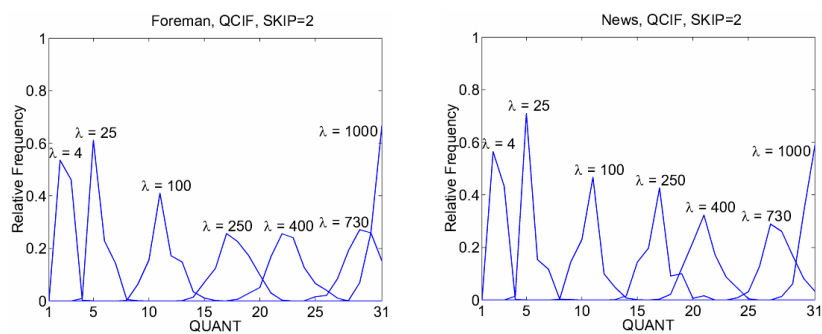 Foreman, QCIF, SKIP=2
1
0.8
0.6
0.4
0.2
0
Relative Frequency
λ = 4
λ = 25
λ = 100
λ = 250
λ = 400
λ = 730
λ = 1000
1 5 10 15 20 25 31
QUANT
News, QCIF, SKIP=2
1
0.8
0.6
0.4
0.2
0
Relative Frequency
λ = 4
λ = 25
λ = 100
λ = 250
λ = 400
λ = 730
λ = 1000
1 5 10 15 20 25 31
QUANT